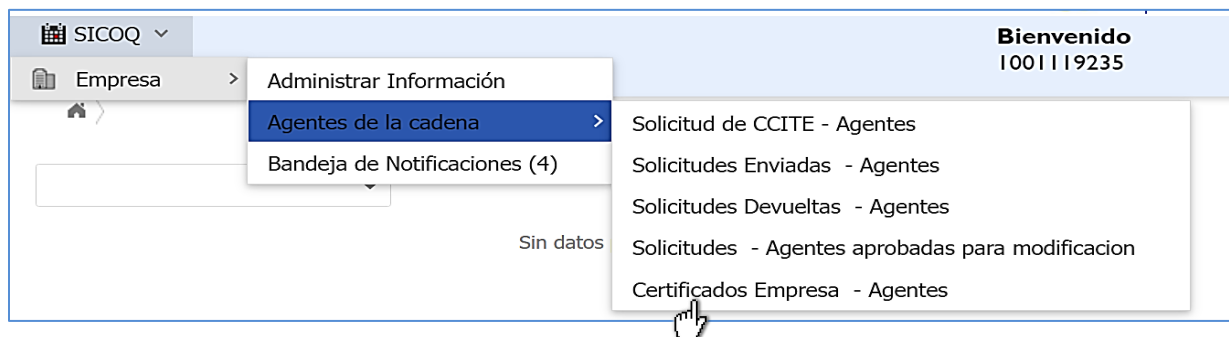 SICOQ
Bienvenido
1001119235
Empresa
Administrar Información
Agentes de la cadena
Bandeja de Notificaciones (4)
Solicitud de CCITE - Agentes
Solicitudes Enviadas - Agentes
Solicitudes Devueltas - Agentes
Solicitudes - Agentes aprobadas para modificacion
Certificados Empresa - Agentes
Sin datos